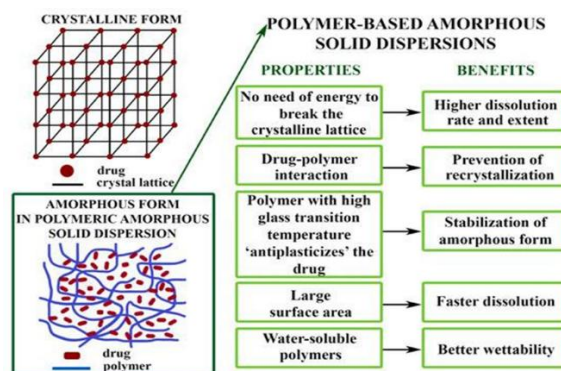 CRYSTALLINE FORM
drug
crystal lattice
AMORPHOUS FORM
IN POLYMERIC AMORPHOUS
SOLID DISPERSION
drug
polymer
POLYMER-BASED AMORPHOUS
SOLID DISPERSIONS
PROPERTIES
BENEFITS
No need of energy to
break the
crystalline lattice
Higher dissolution
rate and extent
Drug-polymer
interaction
Prevention of
recrystallization
Polymer with high
glass transition
temperature
'antiplasticizes' the
drug
Stabilization of
amorphous form
Large
surface area
Faster dissolution
Water-soluble
polymers
Better wettability